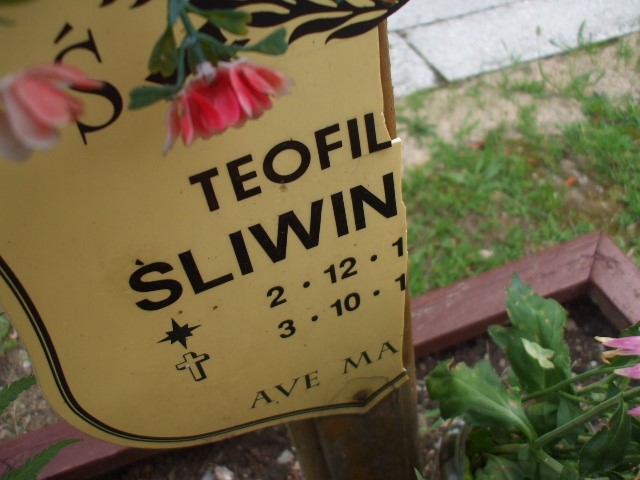 Ś
TEOFIL
ŚLIWIN
2 · 12 · 1
3 · 10 · 1
AVE MA